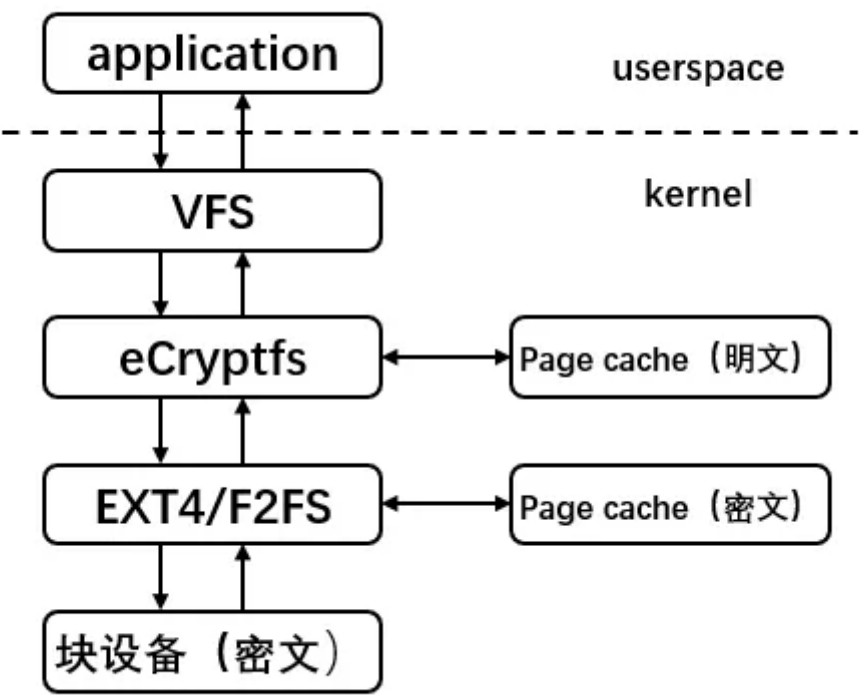 application
userspace
VFS
kernel
eCryptfs
Page cache（明文）
EXT4/F2FS
Page cache（密文）
块设备（密文）